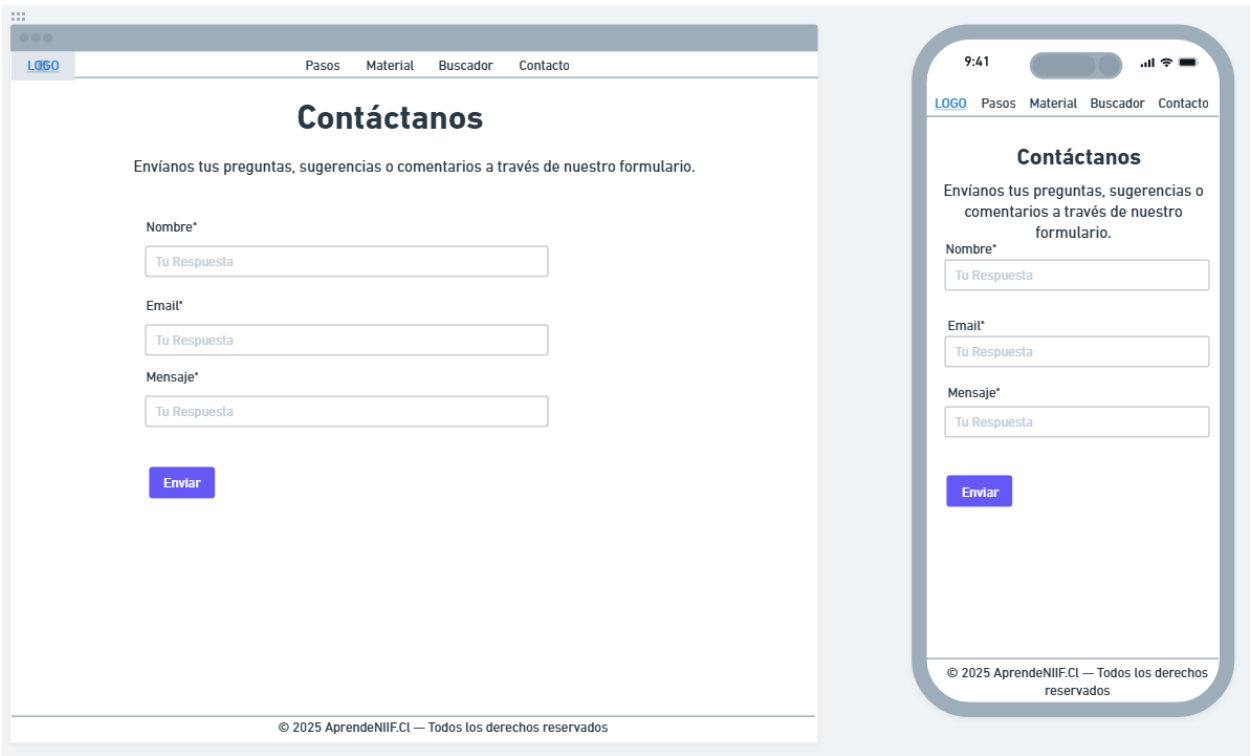 LOGO Pasos Material Buscador Contacto
Contáctanos
Envíanos tus preguntas, sugerencias o comentarios a través de nuestro formulario.
Nombre*
Tu Respuesta
Email*
Tu Respuesta
Mensaje*
Tu Respuesta
Enviar
© 2025 AprendeNIIF.Cl — Todos los derechos reservados
9:41
LOGO Pasos Material Buscador Contacto
Contáctanos
Envíanos tus preguntas, sugerencias o
comentarios a través de nuestro
formulario.
Nombre*
Tu Respuesta
Email*
Tu Respuesta
Mensaje*
Tu Respuesta
Enviar
© 2025 AprendeNIIF.Cl — Todos los derechos
reservados